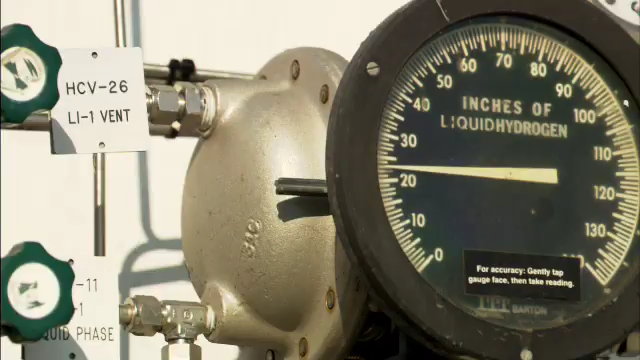 HCV-26
LI-1 VENT
-11
-1
QUID PHASE
INCHES OF
LIQUIDHYDROGEN
0
10
20
30
40
50
60
70
80
90
100
110
120
130
For accuracy: Gently tap
gauge face, then take reading.
BARTON